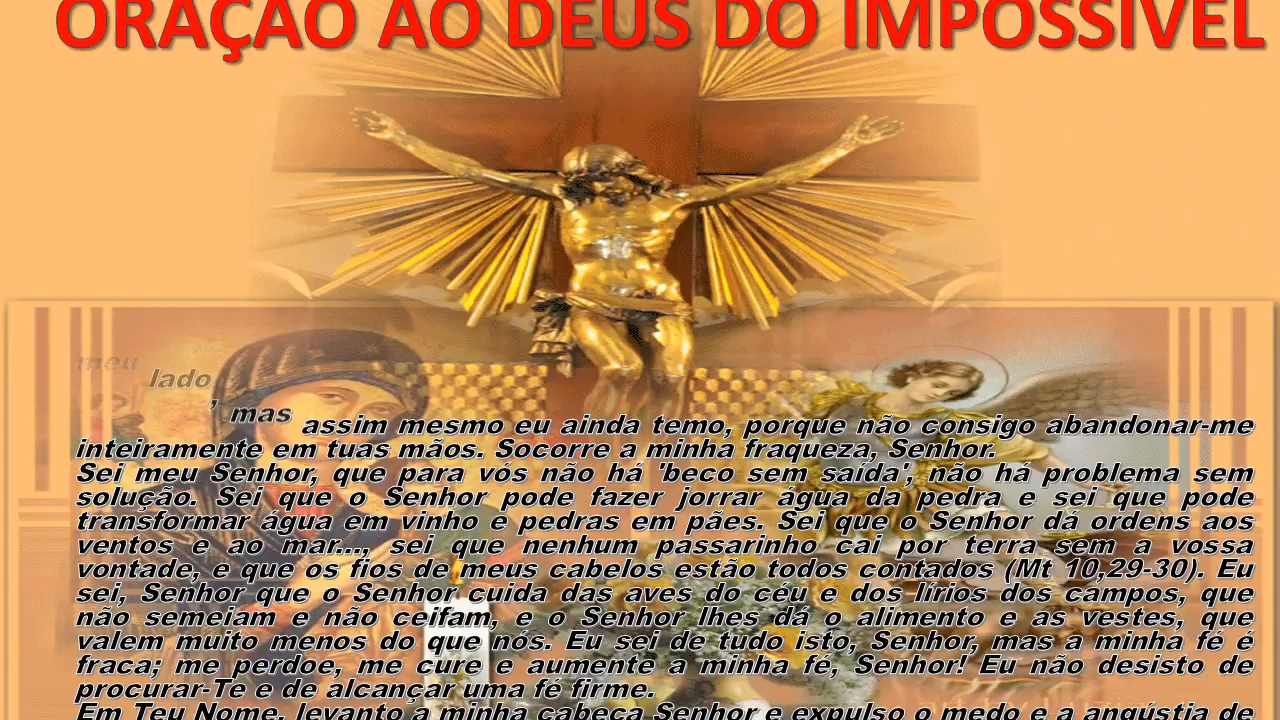 ORAÇÃO AO DEUS DO IMPOSSÍVEL
meu
lado
, mas assim mesmo eu ainda temo, porque não consigo abandonar-me
inteiramente em tuas mãos. Socorre a minha fraqueza, Senhor.
Sei meu Senhor, que para vós não há 'beco sem saída', não há problema sem
solução. Sei que o Senhor pode fazer jorrar água da pedra e sei que pode
transformar água em vinho e pedras em pães. Sei que o Senhor dá ordens aos
ventos e ao mar..., sei que nenhum passarinho cai por terra sem a vossa
vontade, e que os fios de meus cabelos estão todos contados (Mt 10,29-30). Eu
sei, Senhor que o Senhor cuida das aves do céu e dos lírios dos campos, que
não semeiam e não ceifam, e o Senhor lhes dá o alimento e as vestes, que
valem muito menos do que nós. Eu sei de tudo isto, Senhor, mas a minha fé é
fraca; me perdoe, me cure e aumente a minha fé, Senhor! Eu não desisto de
procurar-Te e de alcançar uma fé firme.
Em Teu Nome, levanto a minha cabeça Senhor e expulso o medo e a angústia de